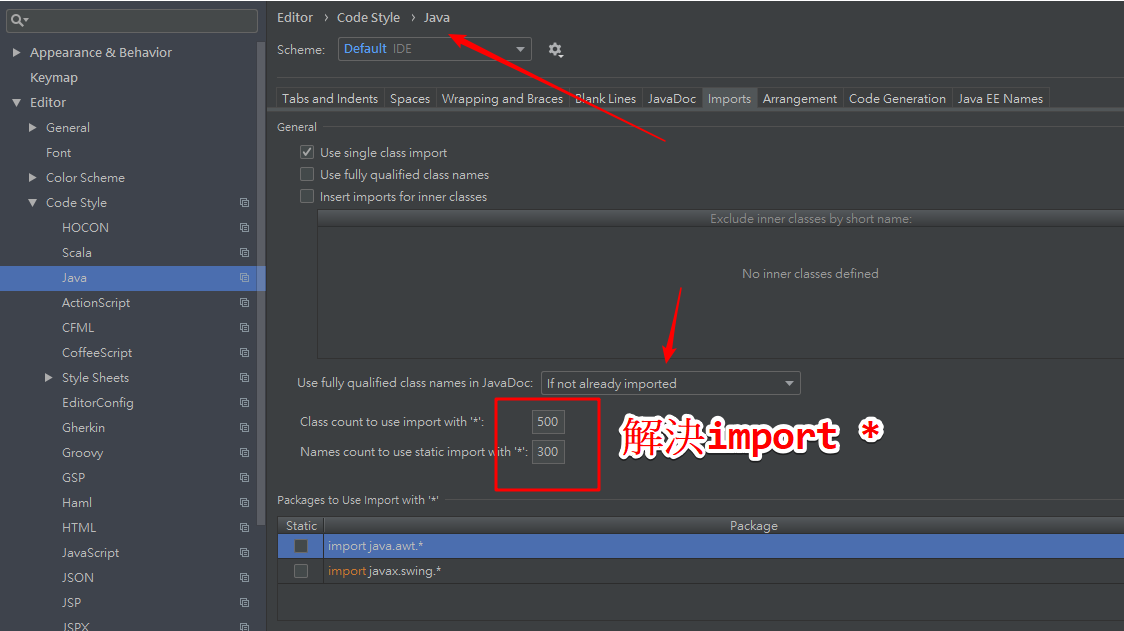 Appearance & Behavior
Keymap
Editor
General
Font
Color Scheme
Code Style
HOCON
Scala
Java
ActionScript
CFML
CoffeeScript
Style Sheets
EditorConfig
Gherkin
Groovy
GSP
Haml
HTML
JavaScript
JSON
JSP
JSPX
Editor › Code Style › Java
Scheme: Default IDE
Tabs and Indents Spaces Wrapping and Braces Blank Lines JavaDoc Imports Arrangement Code Generation Java EE Names
General
Use single class import
Use fully qualified class names
Insert imports for inner classes
Exclude inner classes by short name:
No inner classes defined
Use fully qualified class names in JavaDoc: If not already imported
Class count to use import with '*': 500
Names count to use static import with '*': 300
解決import *
Packages to Use Import with '*'
Static Package
import java.awt.*
import javax.swing.*